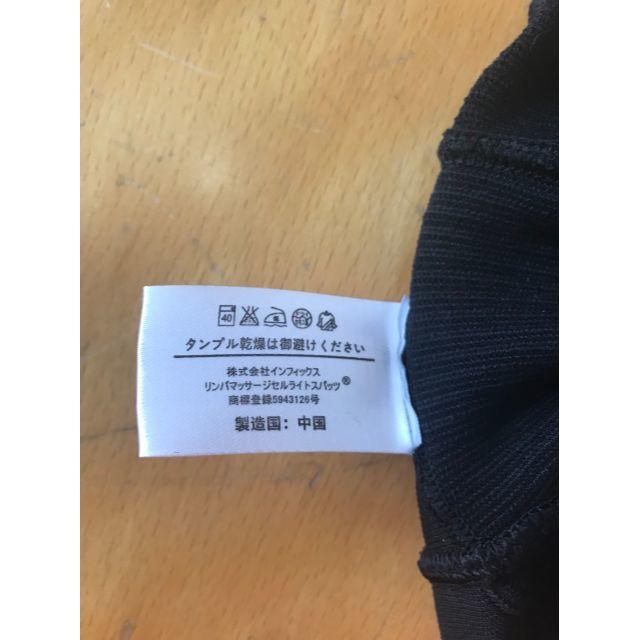 40
タンブル乾燥は御避けください
株式会社インフィックス
リンパマッサージセルライトスパッツ®
商標登録5943126号
製造国：中国